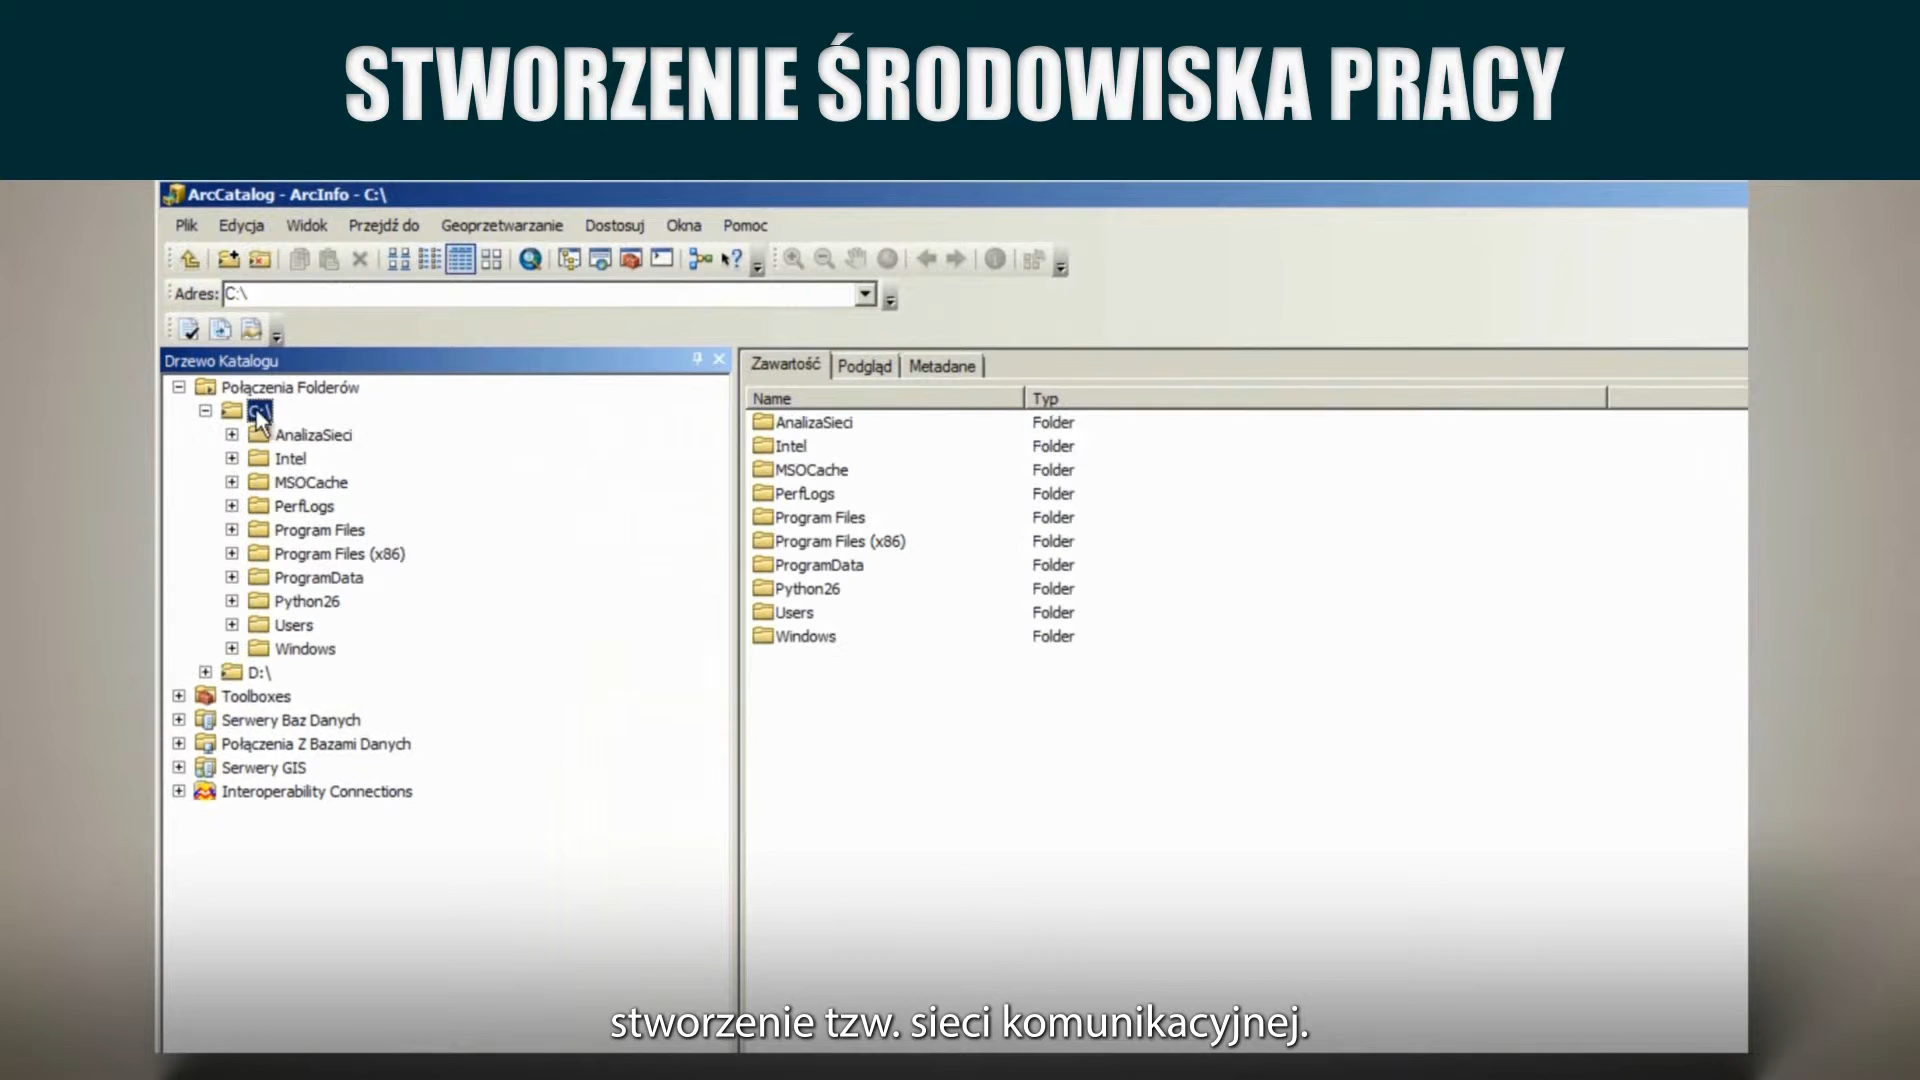 STWORZENIE ŚRODOWISKA PRACY
ArcCatalog - ArcInfo - C:\
Plik Edycja Widok Przejdź do Geoprzetwarzanie Dostosuj Okna Pomoc
Adres: C:\
Drzewo Katalogu
Połączenia Folderów
C:\
AnalizaSieci
Intel
MSOCache
PerfLogs
Program Files
Program Files (x86)
ProgramData
Python26
Users
Windows
D:\
Toolboxes
Serwery Baz Danych
Połączenia Z Bazami Danych
Serwery GIS
Interoperability Connections
Zawartość Podgląd Metadane
Name Typ
AnalizaSieci Folder
Intel Folder
MSOCache Folder
PerfLogs Folder
Program Files Folder
Program Files (x86) Folder
ProgramData Folder
Python26 Folder
Users Folder
Windows Folder
stworzenie tzw. sieci komunikacyjnej.